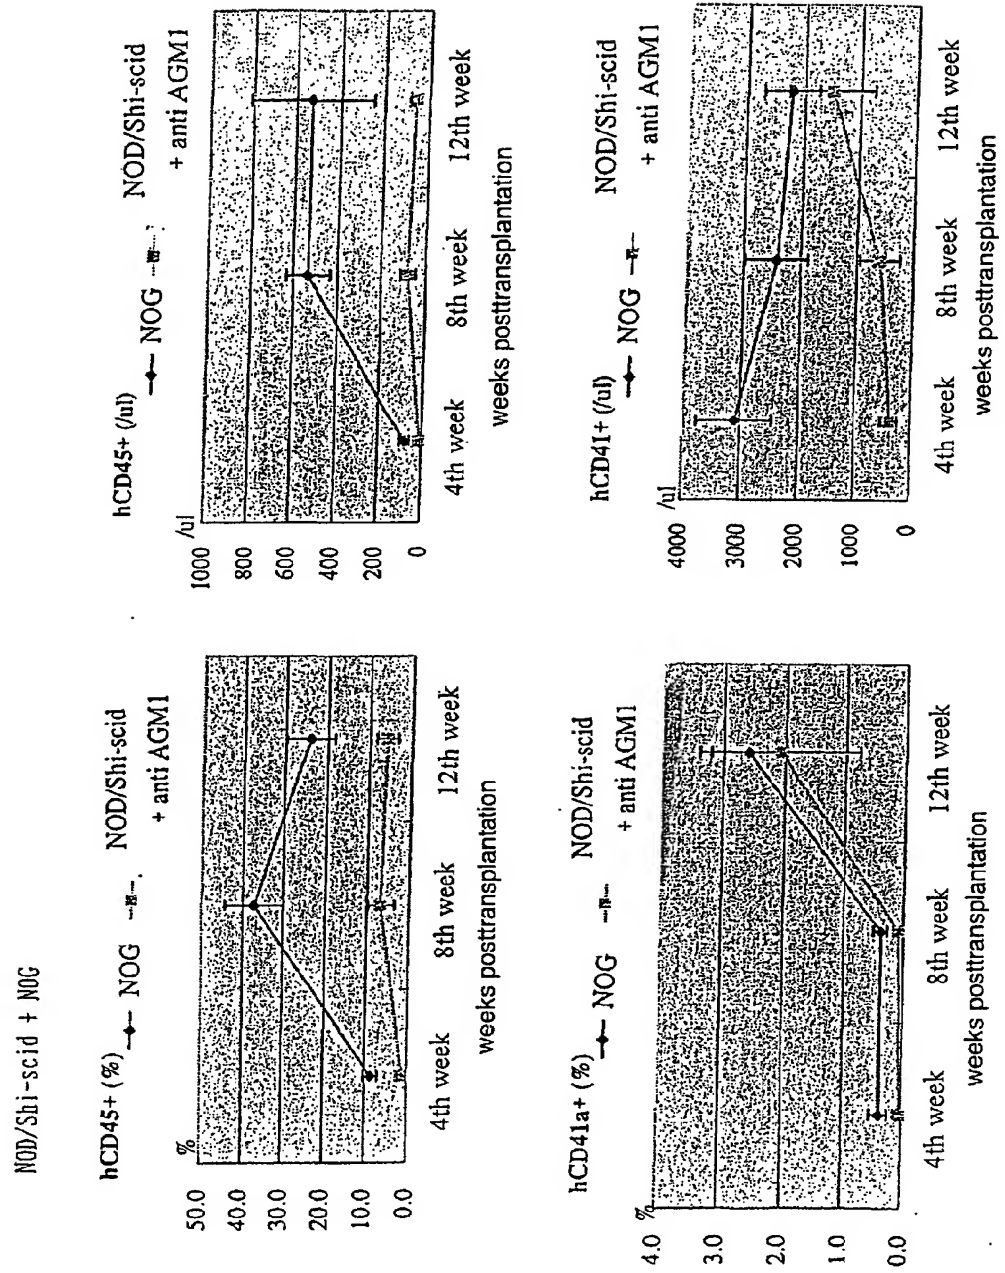 NOD/Shi-scid + NOG
hCD45+ (%)
NOG
NOD/Shi-scid
+ anti AGM1
%
50.0
40.0
30.0
20.0
10.0
0.0
4th week
8th week
12th week
weeks posttransplantation
hCD45+ (/ul)
NOG
NOD/Shi-scid
+ anti AGM1
/ul
1000
800
600
400
200
0
4th week
8th week
12th week
weeks posttransplantation
hCD41a+ (%)
NOG
NOD/Shi-scid
+ anti AGM1
%
4.0
3.0
2.0
1.0
0.0
4th week
8th week
12th week
weeks posttransplantation
hCD41+ (/ul)
NOG
NOD/Shi-scid
+ anti AGM1
/ul
4000
3000
2000
1000
0
4th week
8th week
12th week
weeks posttransplantation